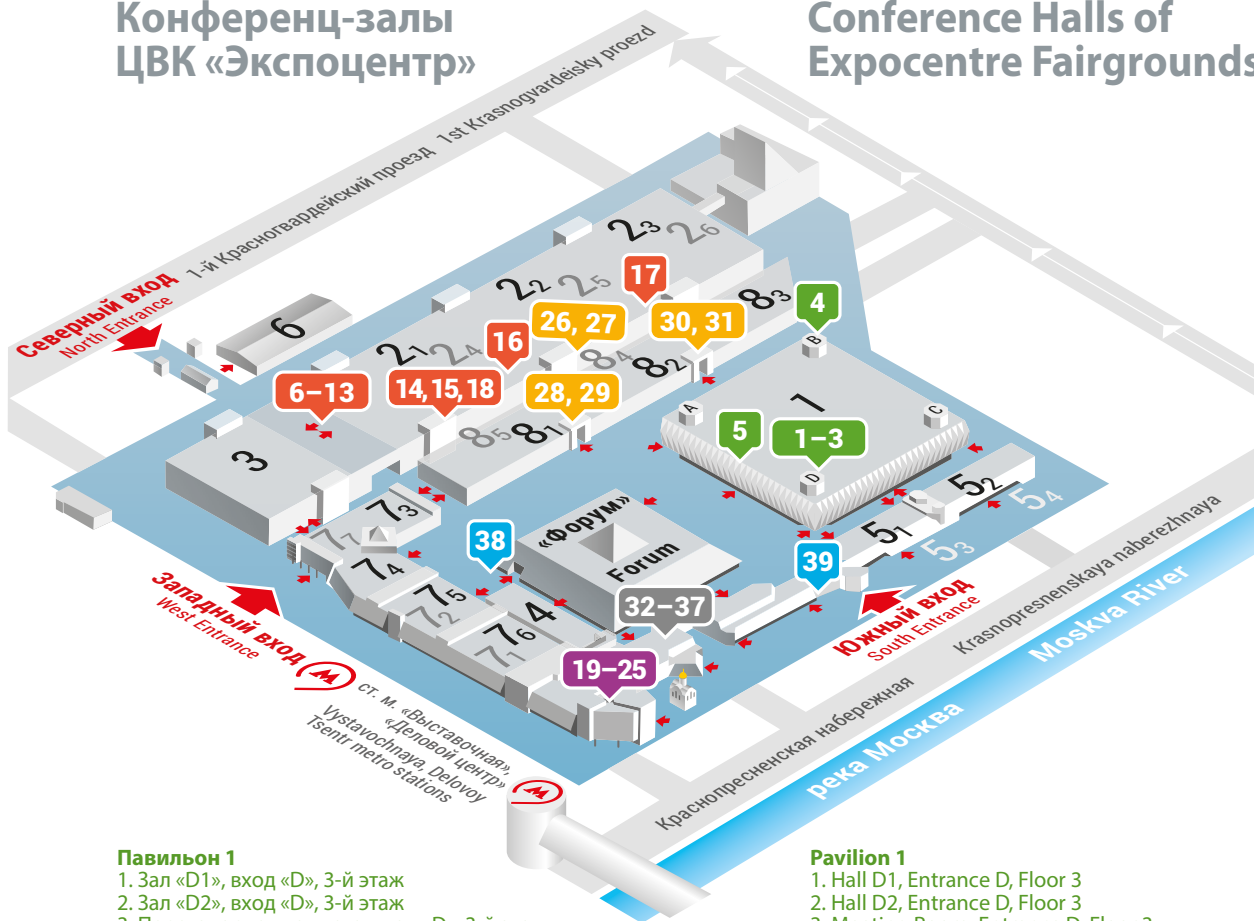 Конференц-залы
ЦВК «Экспоцентр»
Conference Halls of
Expocentre Fairgrounds
1-й Красногвардейский проезд 1st Krasnogvardeisky proezd
Северный вход
North Entrance
6
2₃
2₆
2₂
2₅
17
8₃
4
B
26, 27
30, 31
2₁
2₄
16
8₄
8₂
6–13
14,15,18
28, 29
1
A
C
3
8₅
8₁
5
1–3
D
5₂
5₄
7₃
7₇
«Форум»
Forum
38
5₁
5₃
39
7₄
7₅
7₂
4
7₆
7₁
32–37
19–25
Западный вход
West Entrance
Южный вход
South Entrance
ст. м. «Выставочная»,
«Деловой центр»
Vystavochnaya, Delovoy
Tsentr metro stations
Краснопресненская набережная Krasnopresnenskaya naberezhnaya
река Москва Moskva River
Павильон 1
1. Зал «D1», вход «D», 3-й этаж
2. Зал «D2», вход «D», 3-й этаж
Pavilion 1
1. Hall D1, Entrance D, Floor 3
2. Hall D2, Entrance D, Floor 3